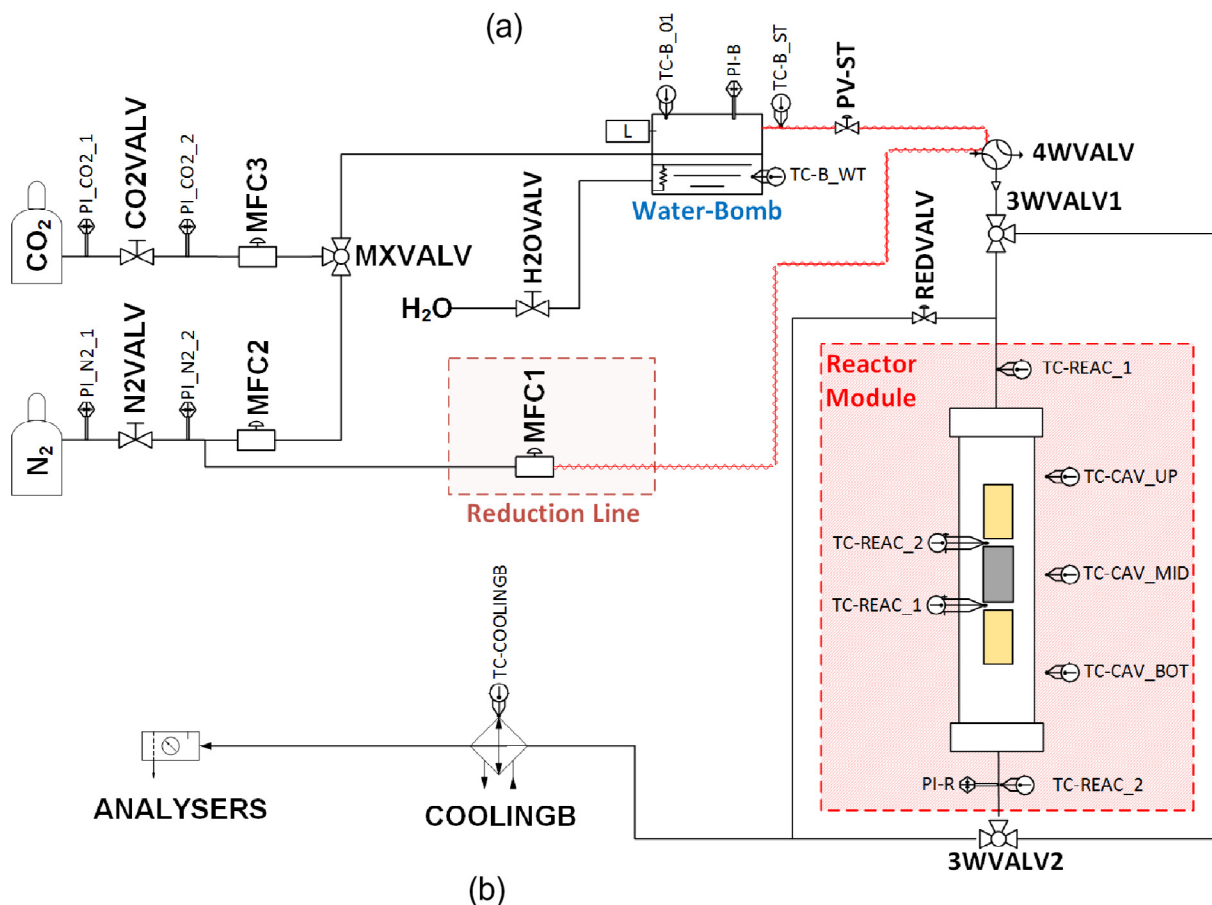 (a)
TC-B_01
PI-B
TC-B_ST
PV-ST
PI_CO2_1
CO2VALV
PI_CO2_2
MFC3
L
4WVALV
TC-B_WT
3WVALV1
CO2
Water-Bomb
MXVALV
H2OVALV
REDVALV
H2O
PI_N2_1
N2VALV
PI_N2_2
MFC2
MFC1
Reactor
Module
TC-REAC_1
N2
TC-CAV_UP
Reduction Line
TC-REAC_2
TC-CAV_MID
TC-REAC_1
TC-COOLINGB
TC-CAV_BOT
ANALYSERS
COOLINGB
PI-R
TC-REAC_2
3WVALV2
(b)